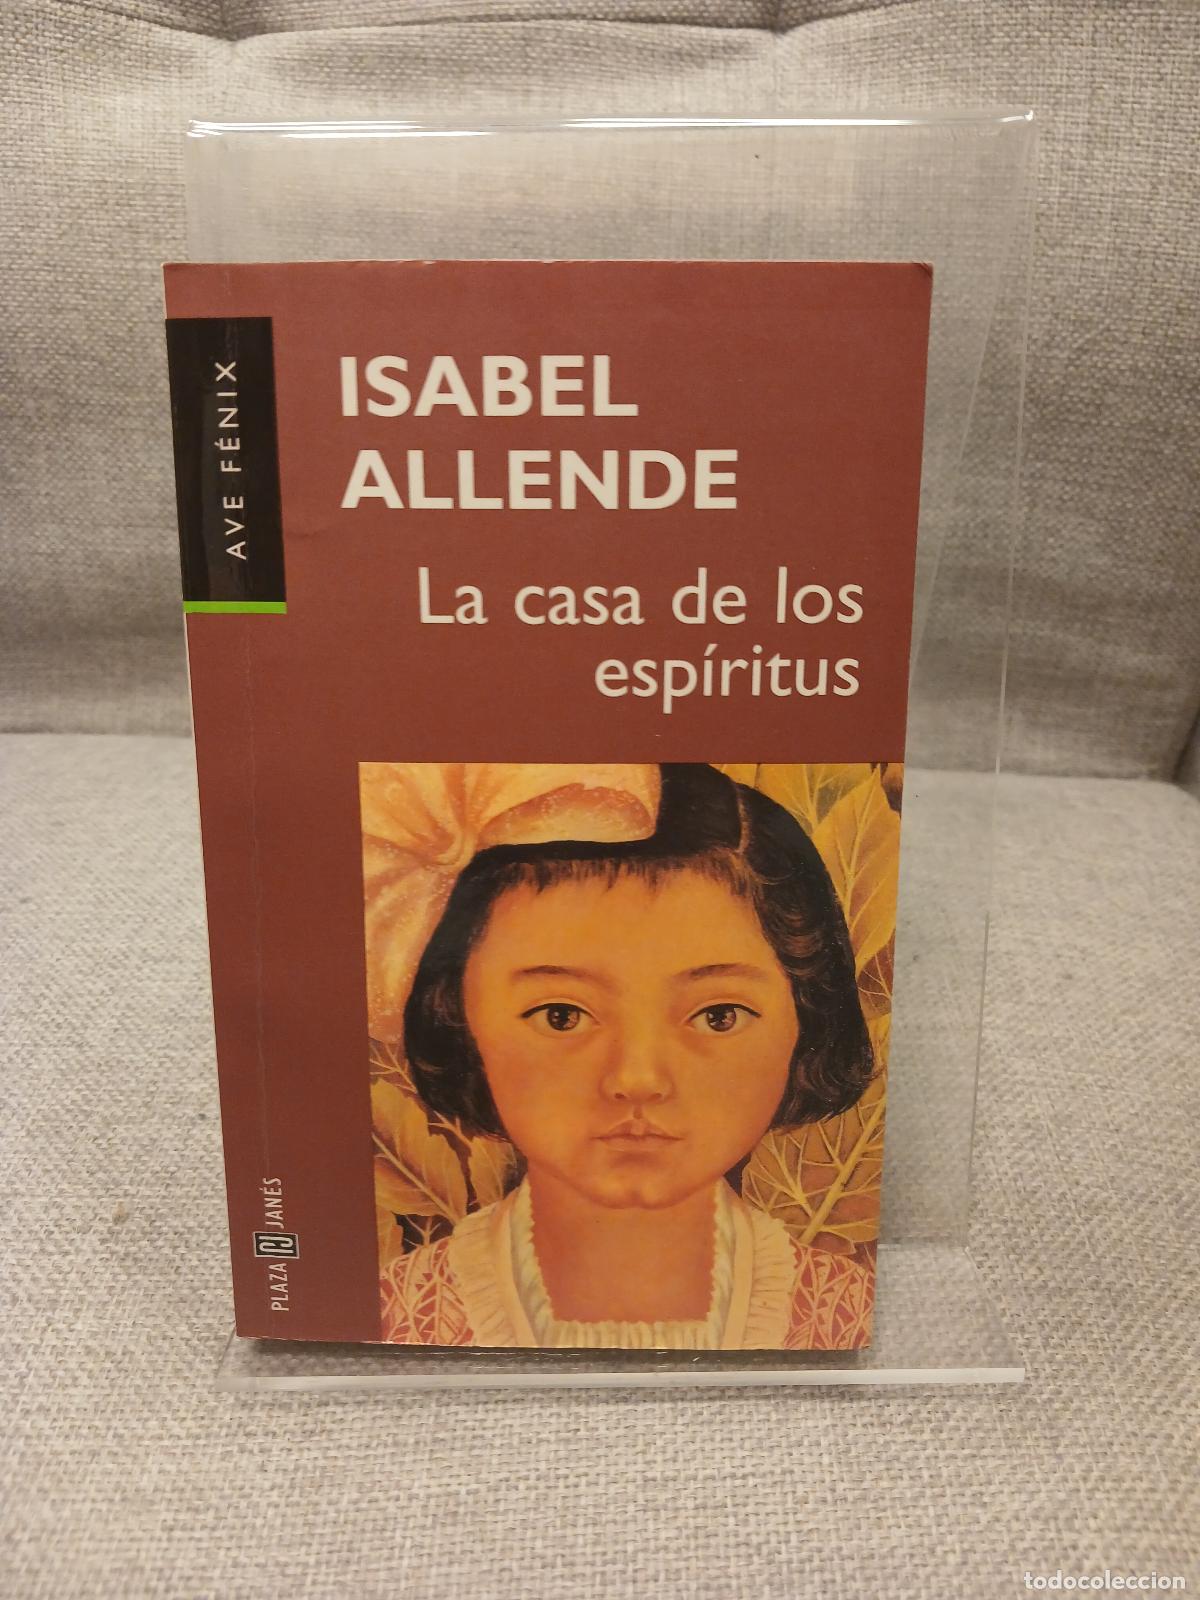 AVE FÉNIX
ISABEL
ALLENDE
La casa de los
espíritus
PLAZA JANÉS
todocoleccion